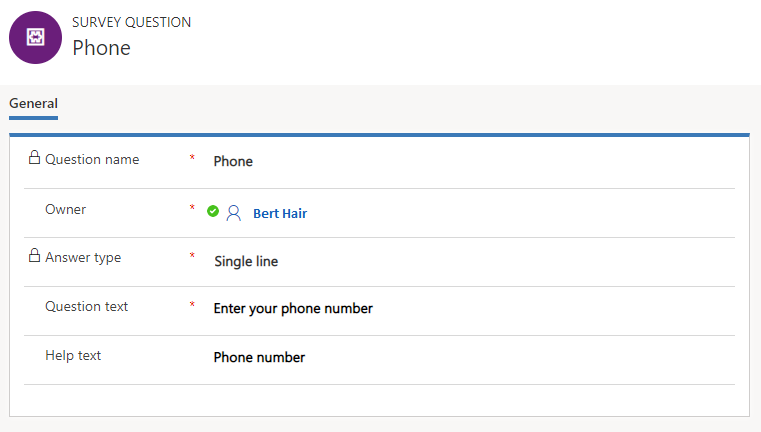 SURVEY QUESTION
Phone
General
Question name * Phone
Owner * Bert Hair
Answer type * Single line
Question text * Enter your phone number
Help text Phone number